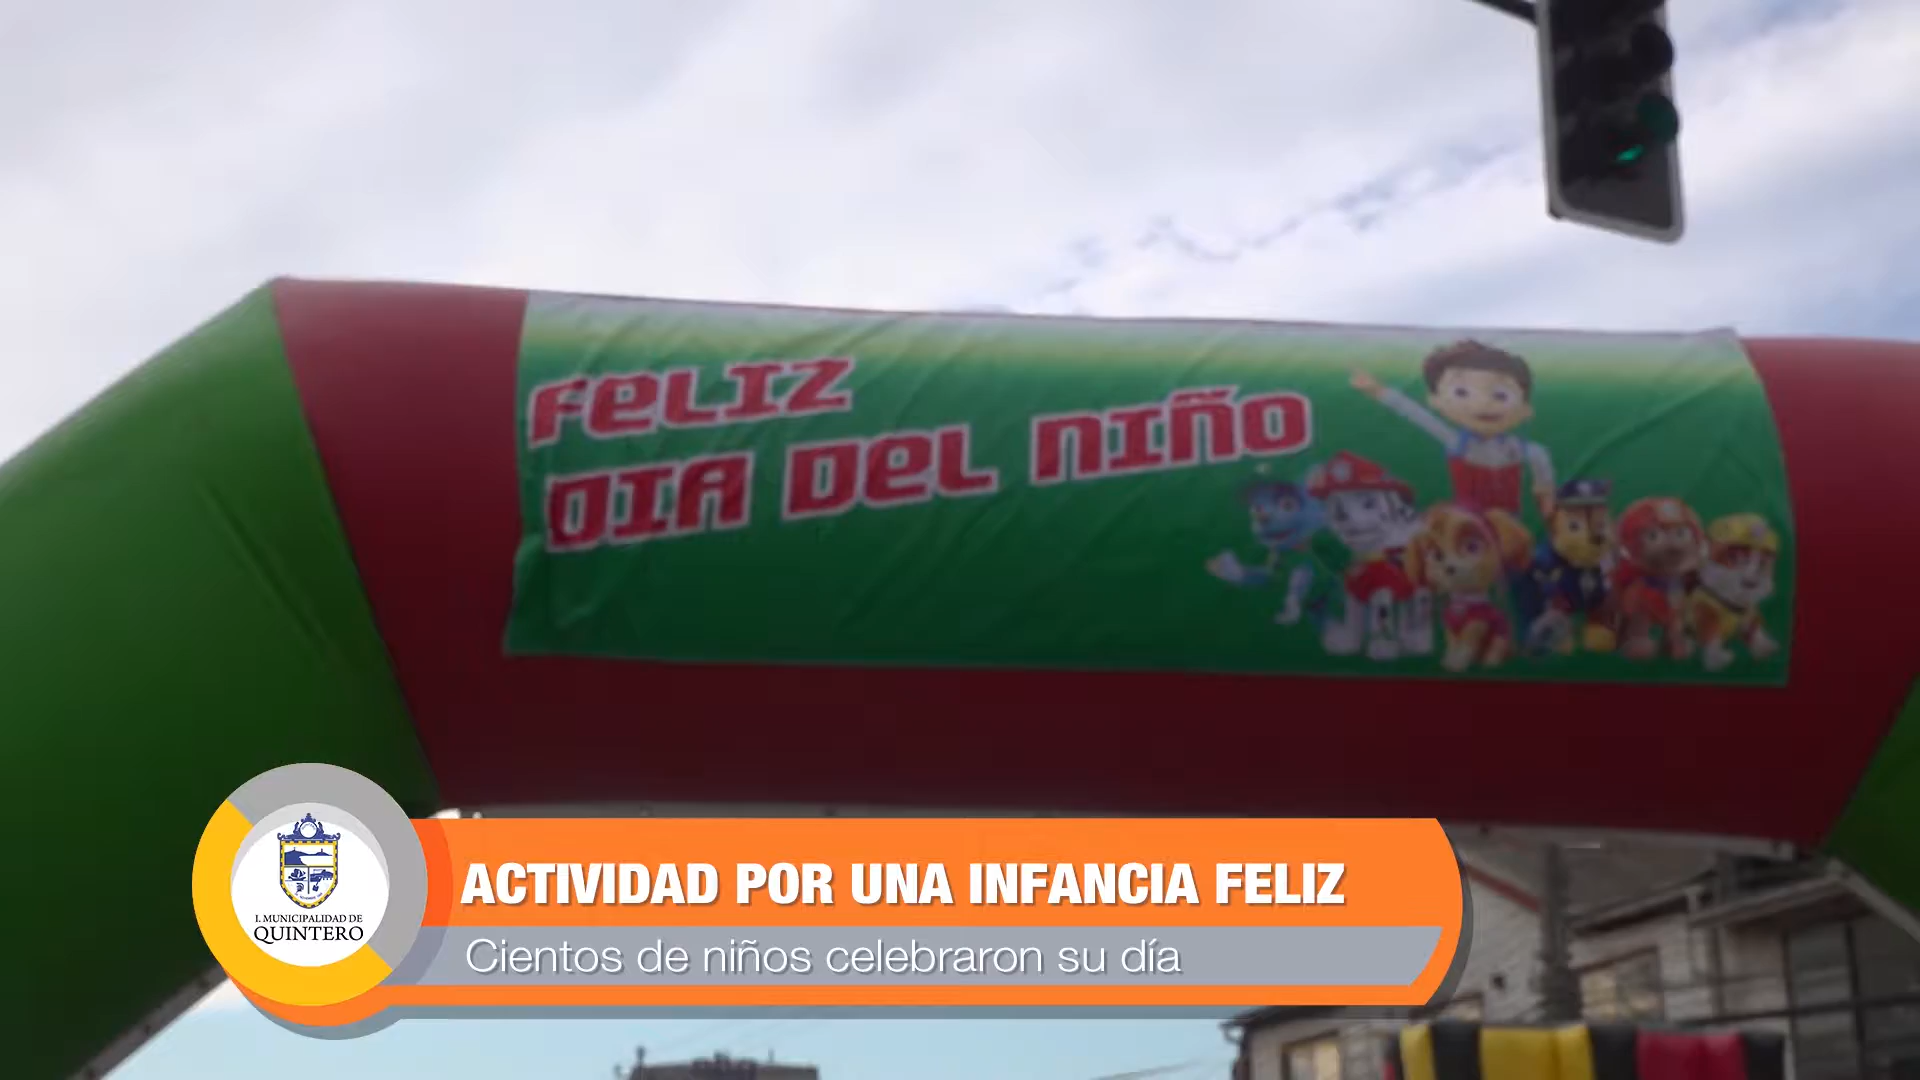 FELIZ
DIA DEL NIÑO
ACTIVIDAD POR UNA INFANCIA FELIZ
Cientos de niños celebraron su día
I. MUNICIPALIDAD DE
QUINTERO